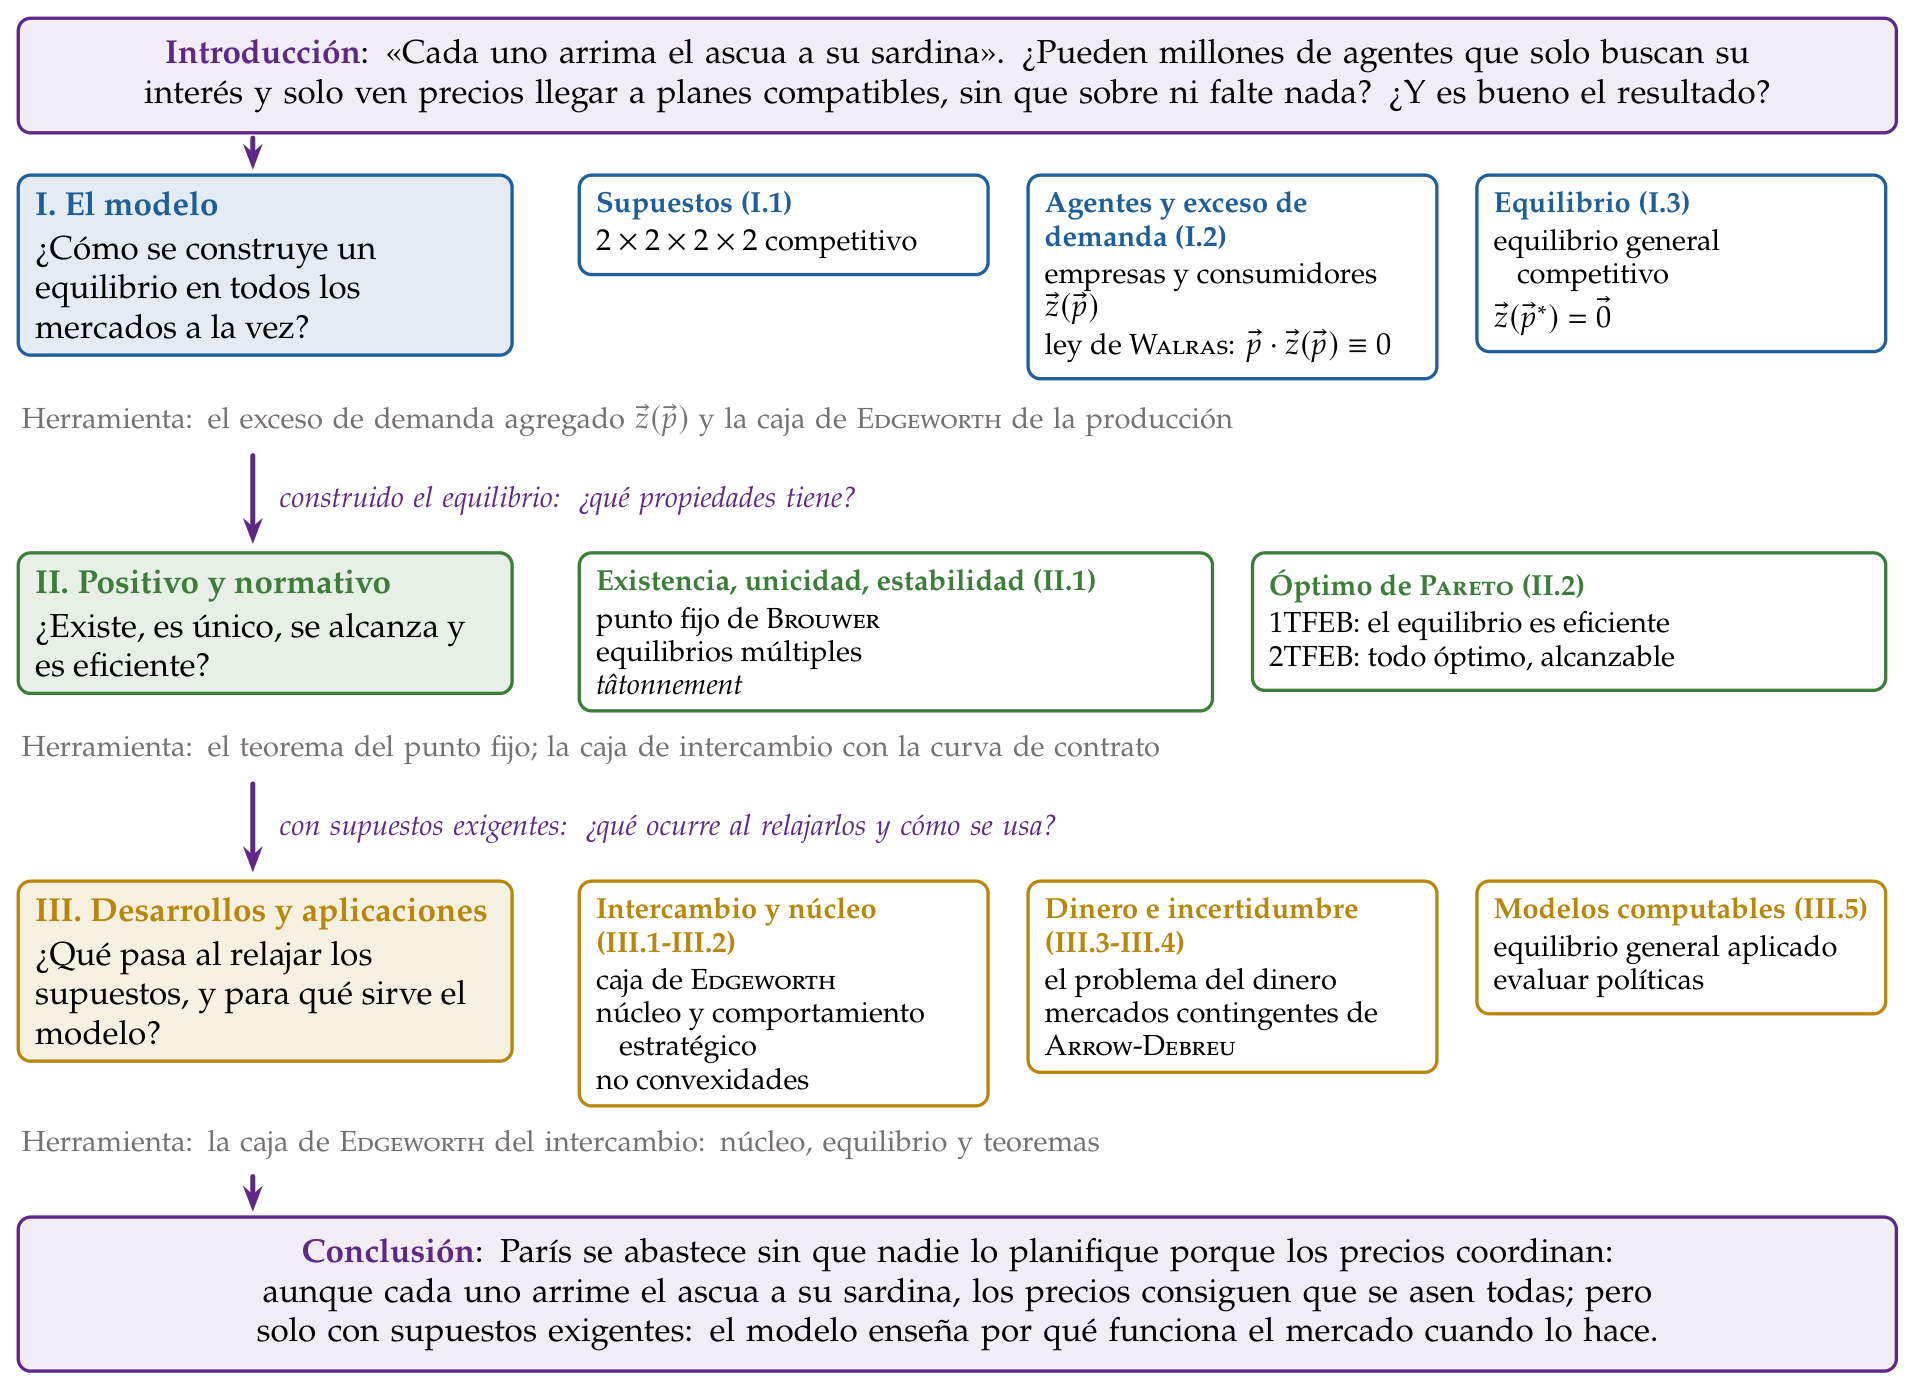 Introducción: «Cada uno arrima el ascua a su sardina». ¿Pueden millones de agentes que solo buscan su
interés y solo ven precios llegar a planes compatibles, sin que sobre ni falte nada? ¿Y es bueno el resultado?
I. El modelo
¿Cómo se construye un
equilibrio en todos los
mercados a la vez?
Supuestos (I.1)
2 × 2 × 2 × 2 competitivo
Agentes y exceso de
demanda (I.2)
empresas y consumidores
z⃗(p⃗)
ley de Walras: p⃗ · z⃗(p⃗) ≡ 0
Equilibrio (I.3)
equilibrio general
competitivo
z⃗(p⃗*) = 0⃗
Herramienta: el exceso de demanda agregado z⃗(p⃗) y la caja de Edgeworth de la producción
construido el equilibrio: ¿qué propiedades tiene?
II. Positivo y normativo
¿Existe, es único, se alcanza y
es eficiente?
Existencia, unicidad, estabilidad (II.1)
punto fijo de Brouwer
equilibrios múltiples
tâtonnement
Óptimo de Pareto (II.2)
1TFEB: el equilibrio es eficiente
2TFEB: todo óptimo, alcanzable
Herramienta: el teorema del punto fijo; la caja de intercambio con la curva de contrato
con supuestos exigentes: ¿qué ocurre al relajarlos y cómo se usa?
III. Desarrollos y aplicaciones
¿Qué pasa al relajar los
supuestos, y para qué sirve el
modelo?
Intercambio y núcleo
(III.1-III.2)
caja de Edgeworth
núcleo y comportamiento
estratégico
no convexidades
Dinero e incertidumbre
(III.3-III.4)
el problema del dinero
mercados contingentes de
Arrow-Debreu
Modelos computables (III.5)
equilibrio general aplicado
evaluar políticas
Herramienta: la caja de Edgeworth del intercambio: núcleo, equilibrio y teoremas
Conclusión: París se abastece sin que nadie lo planifique porque los precios coordinan:
aunque cada uno arrime el ascua a su sardina, los precios consiguen que se asen todas; pero
solo con supuestos exigentes: el modelo enseña por qué funciona el mercado cuando lo hace.